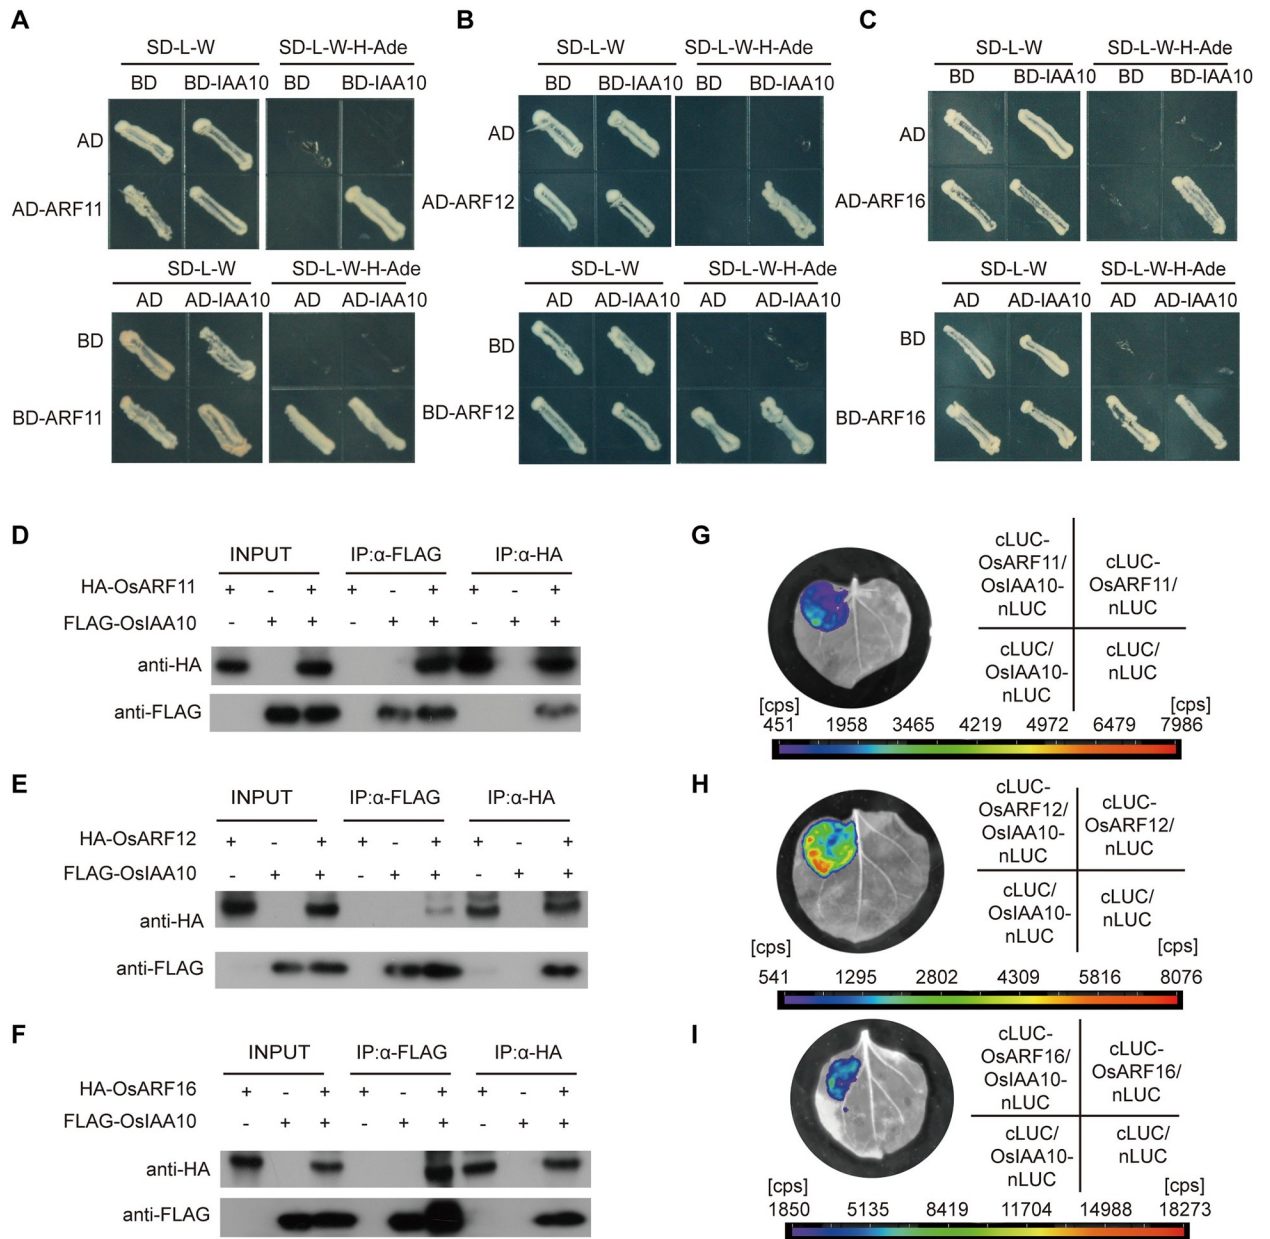 A
SD-L-W SD-L-W-H-Ade
BD BD-IAA10 BD BD-IAA10
AD
AD-ARF11
SD-L-W SD-L-W-H-Ade
AD AD-IAA10 AD AD-IAA10
BD
BD-ARF11
B
SD-L-W SD-L-W-H-Ade
BD BD-IAA10 BD BD-IAA10
AD
AD-ARF12
SD-L-W SD-L-W-H-Ade
AD AD-IAA10 AD AD-IAA10
BD
BD-ARF12
C
SD-L-W SD-L-W-H-Ade
BD BD-IAA10 BD BD-IAA10
AD
AD-ARF16
SD-L-W SD-L-W-H-Ade
AD AD-IAA10 AD AD-IAA10
BD
BD-ARF16
D
INPUT IP:α-FLAG IP:α-HA
HA-OsARF11 + - + + - + + - +
FLAG-OsIAA10 - + + - + + - + +
anti-HA
anti-FLAG
E
INPUT IP:α-FLAG IP:α-HA
HA-OsARF12 + - + + - + + - +
FLAG-OsIAA10 - + + - + + - + +
anti-HA
anti-FLAG
F
INPUT IP:α-FLAG IP:α-HA
HA-OsARF16 + - + + - + + - +
FLAG-OsIAA10 - + + - + + - + +
anti-HA
anti-FLAG
G
cLUC-
OsARF11/
OsIAA10-
nLUC
cLUC-
OsARF11/
nLUC
cLUC/
OsIAA10-
nLUC
cLUC/
nLUC
[cps] [cps]
451 1958 3465 4219 4972 6479 7986
H
cLUC-
OsARF12/
OsIAA10-
nLUC
cLUC-
OsARF12/
nLUC
cLUC/
OsIAA10-
nLUC
cLUC/
nLUC
[cps] [cps]
541 1295 2802 4309 5816 8076
I
cLUC-
OsARF16/
OsIAA10-
nLUC
cLUC-
OsARF16/
nLUC
cLUC/
OsIAA10-
nLUC
cLUC/
nLUC
[cps] [cps]
1850 5135 8419 11704 14988 18273